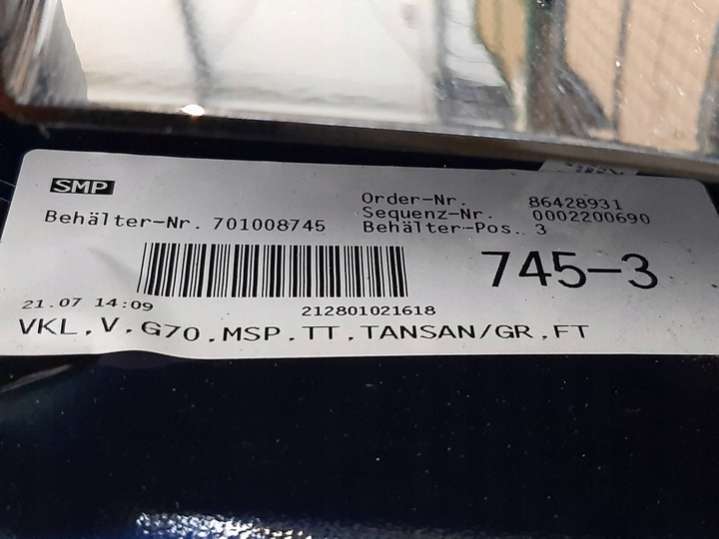 SMP
Order-Nr. 86428931
Sequenz-Nr. 0002200690
Behälter-Nr. 701008745
Behälter-Pos. 3
745-3
21.07 14:09
212801021618
VKL.V.G70.MSP.TT.TANSAN/GR.FT